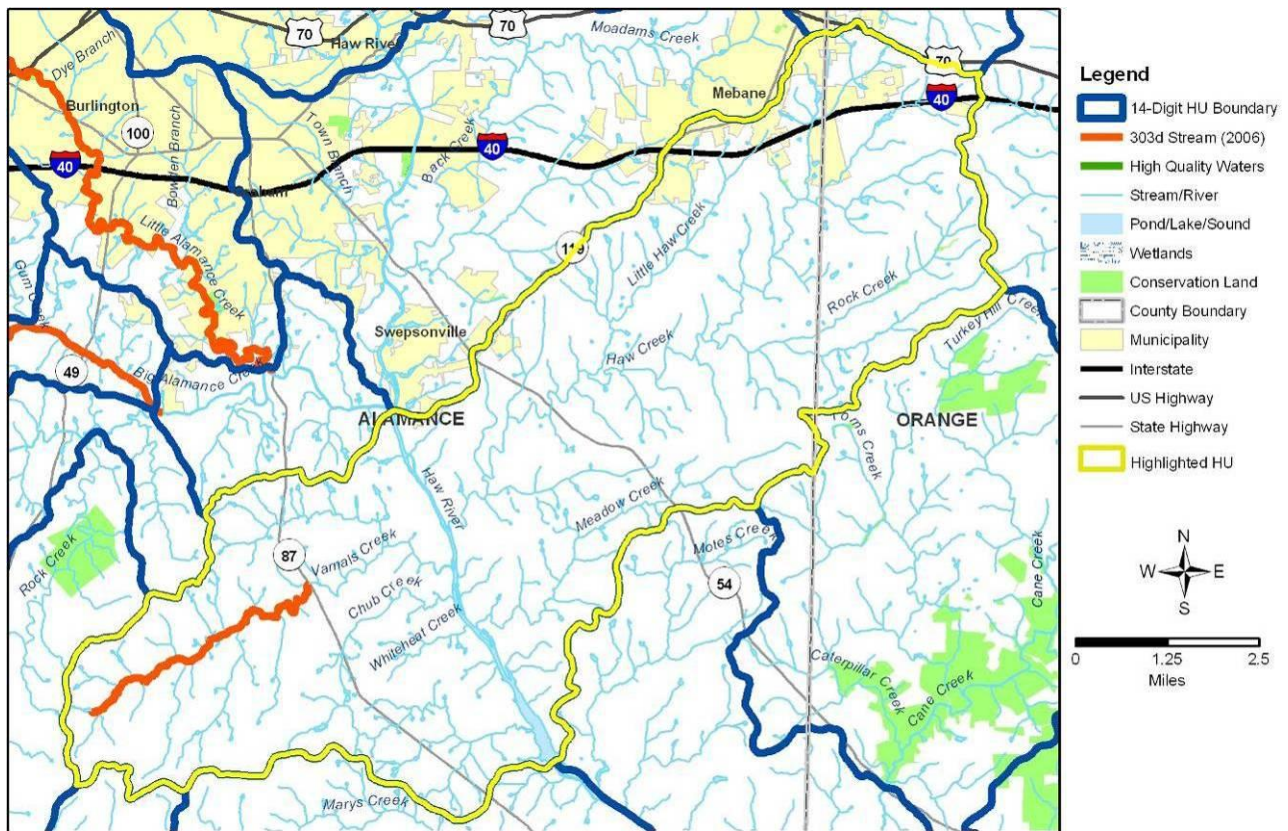 70
70
Haw River
Moadams Creek
70
Dye Branch
Mebane
40
Burlington
100
Bowden Branch
Town Branch
Back Creek
40
40
Graham
Little Alamance Creek
Gum Creek
119
Little Haw Creek
Rock Creek
Turkey Hill Creek
Swepsonville
Haw Creek
49
Big Alamance Creek
ALAMANCE
ORANGE
Toms Creek
Haw River
Meadow Creek
Motes Creek
Rock Creek
87
Varnals Creek
Chub Creek
Whiteheat Creek
54
Cane Creek
Caterpillar Creek
Cane Creek
Marys Creek
Legend
14-Digit HU Boundary
303d Stream (2006)
High Quality Waters
Stream/River
Pond/Lake/Sound
Wetlands
Conservation Land
County Boundary
Municipality
Interstate
US Highway
State Highway
Highlighted HU
N
W E
S
0 1.25 2.5
Miles